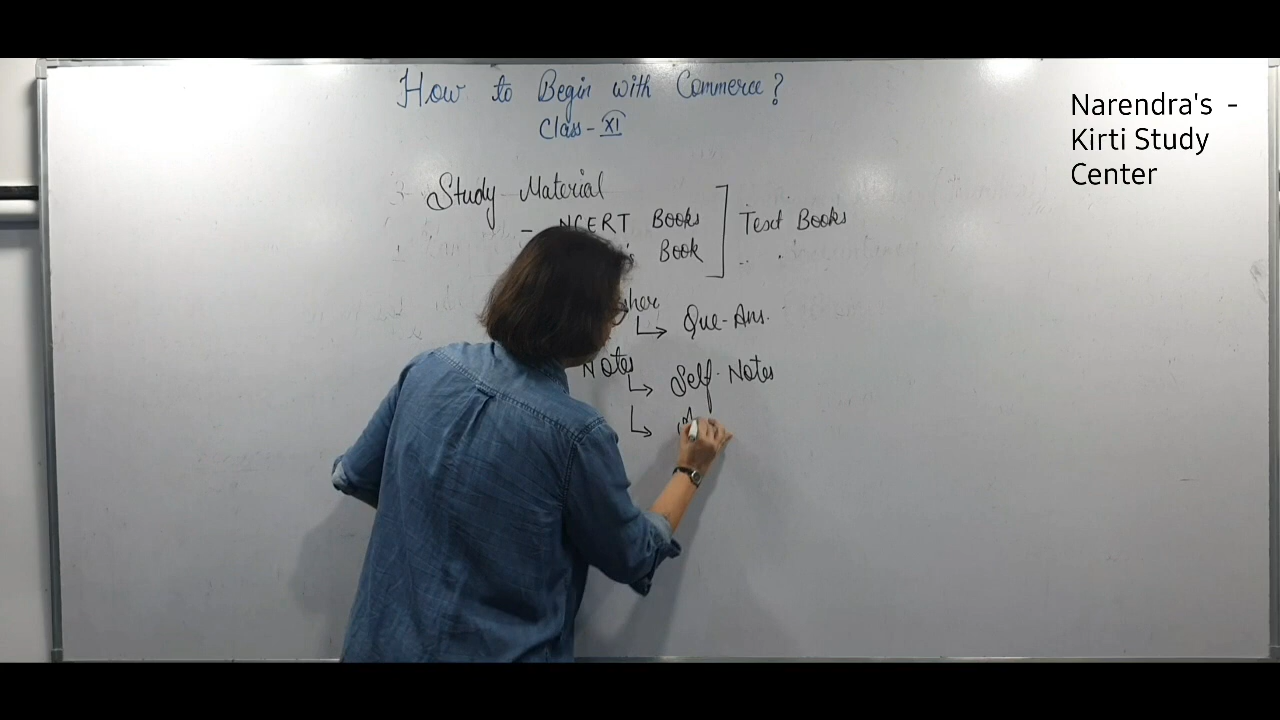 How to Begin with Commerce?
Class - XI
Narendra's -
Kirti Study
Center
Study Material
- NCERT Books
Book
Text Books
Que-Ans.
Notes
Self-Notes